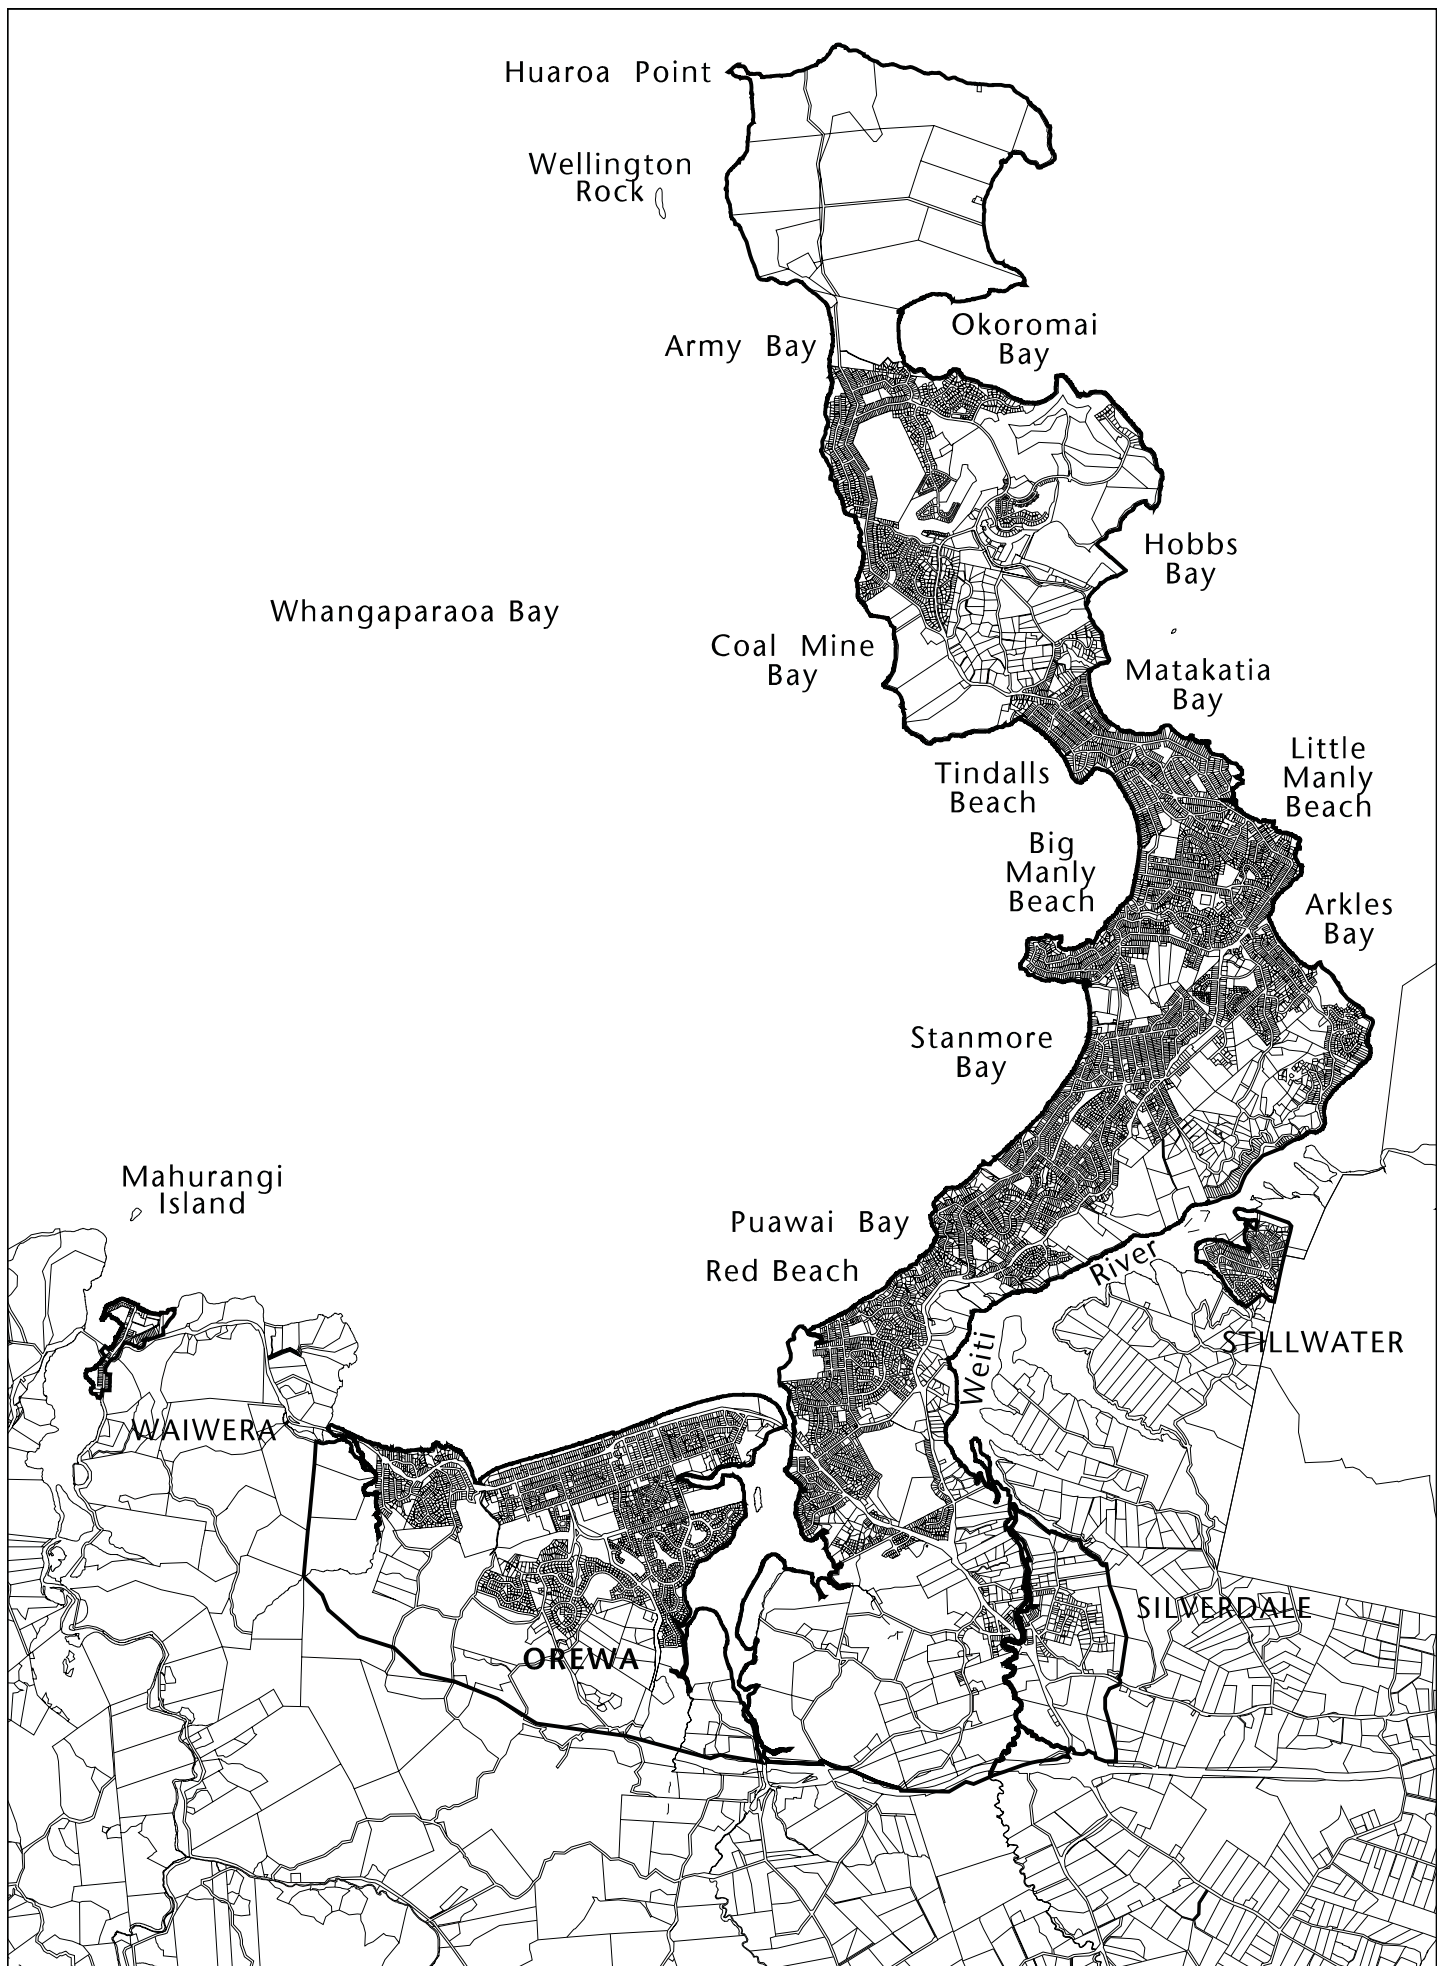 Huaroa Point
Wellington
Rock
Okoromai
Bay
Army Bay
Hobbs
Bay
Whangaparaoa Bay
Coal Mine
Bay
Matakatia
Bay
Little
Manly
Beach
Tindalls
Beach
Big
Manly
Beach
Arkles
Bay
Stanmore
Bay
Mahurangi
Island
Puawai Bay
Red Beach
River
Weiti
STILLWATER
WAIWERA
SILVERDALE
OREWA